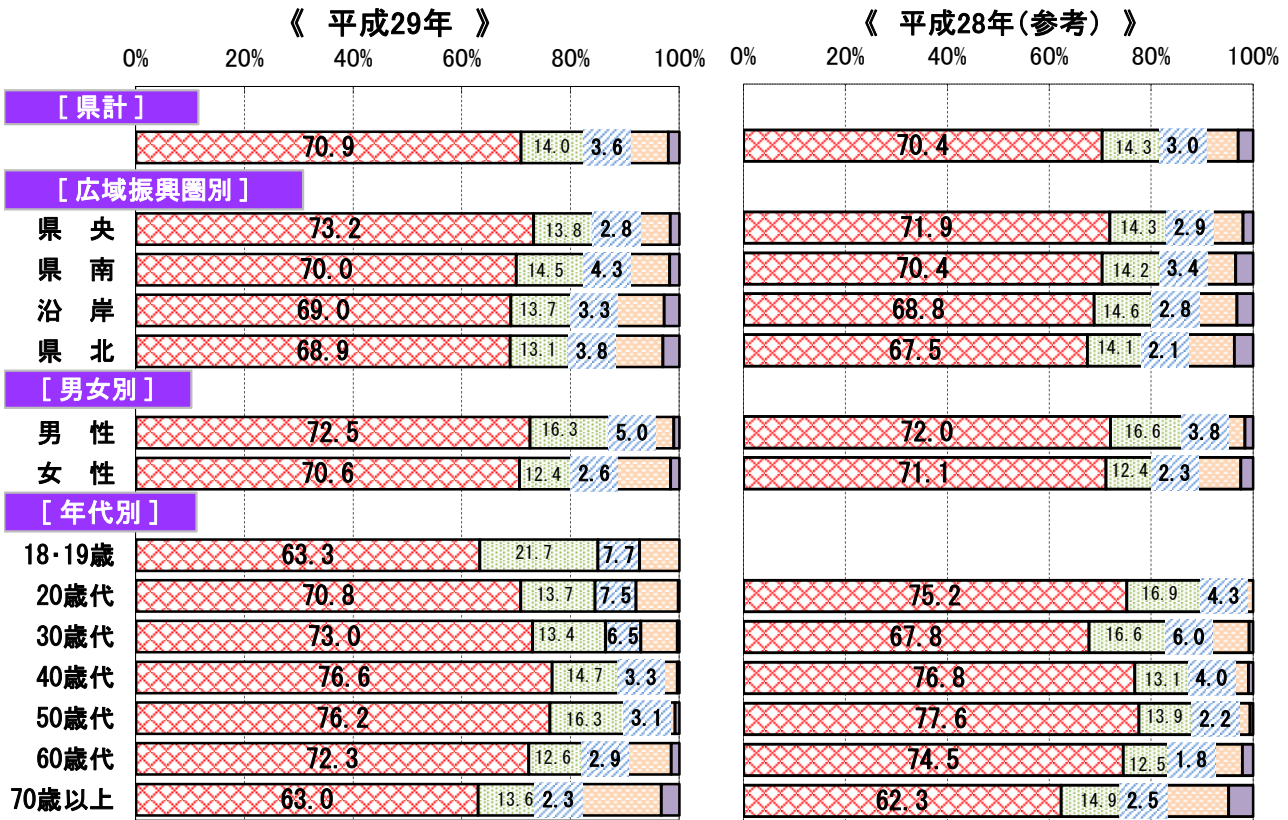 《 平成29年 》 《 平成28年(参考) 》
0% 20% 40% 60% 80% 100% 0% 20% 40% 60% 80% 100%
[ 県計 ]
70.9 14.0 3.6 70.4 14.3 3.0
[ 広域振興圏別 ]
県 央 73.2 13.8 2.8 71.9 14.3 2.9
県 南 70.0 14.5 4.3 70.4 14.2 3.4
沿 岸 69.0 13.7 3.3 68.8 14.6 2.8
県 北 68.9 13.1 3.8 67.5 14.1 2.1
[ 男女別 ]
男 性 72.5 16.3 5.0 72.0 16.6 3.8
女 性 70.6 12.4 2.6 71.1 12.4 2.3
[ 年代別 ]
18・19歳 63.3 21.7 7.7
20歳代 70.8 13.7 7.5 75.2 16.9 4.3
30歳代 73.0 13.4 6.5 67.8 16.6 6.0
40歳代 76.6 14.7 3.3 76.8 13.1 4.0
50歳代 76.2 16.3 3.1 77.6 13.9 2.2
60歳代 72.3 12.6 2.9 74.5 12.5 1.8
70歳以上 63.0 13.6 2.3 62.3 14.9 2.5